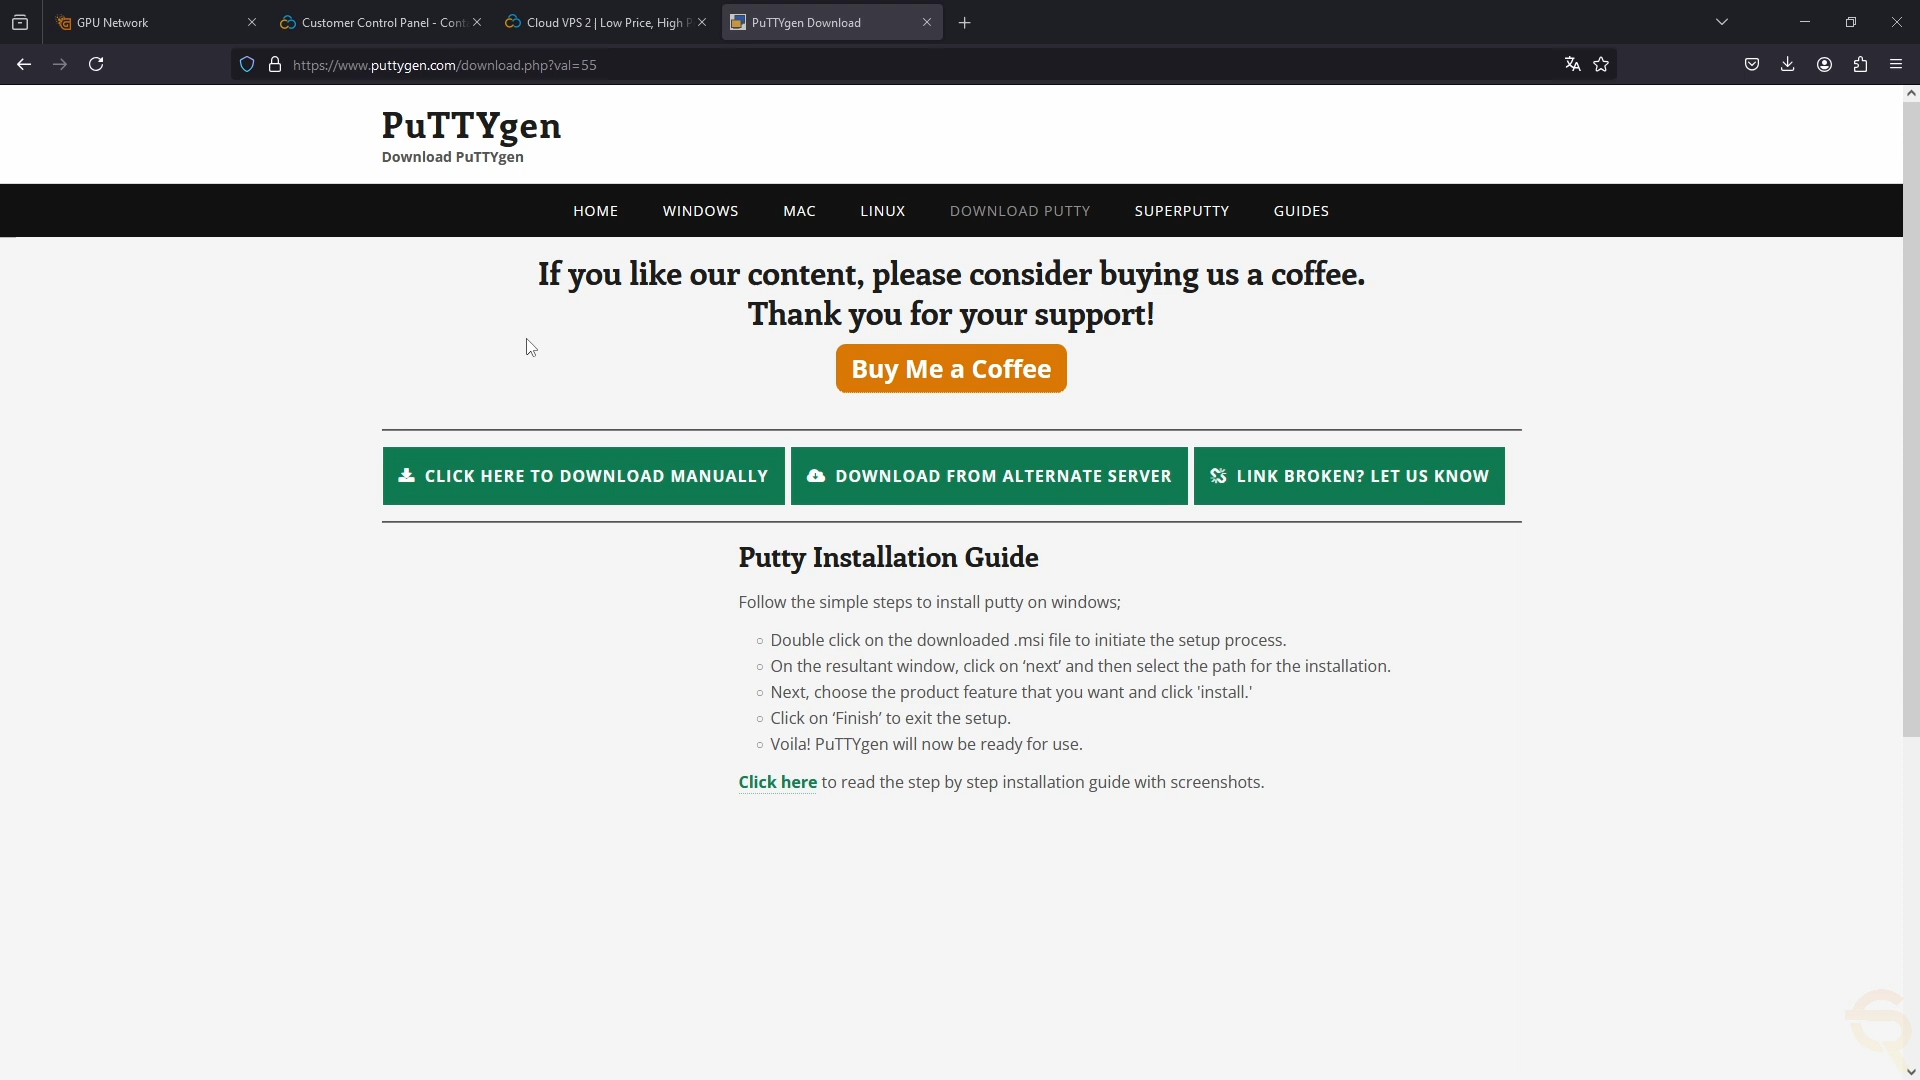 GPU Network
Customer Control Panel - Cont
Cloud VPS 2 | Low Price, High P
PuTTYgen Download
https://www.puttygen.com/download.php?val=55
PuTTYgen
Download PuTTYgen
HOME WINDOWS MAC LINUX DOWNLOAD PUTTY SUPERPUTTY GUIDES
If you like our content, please consider buying us a coffee.
Thank you for your support!
Buy Me a Coffee
CLICK HERE TO DOWNLOAD MANUALLY
DOWNLOAD FROM ALTERNATE SERVER
LINK BROKEN? LET US KNOW
Putty Installation Guide
Follow the simple steps to install putty on windows;
Double click on the downloaded .msi file to initiate the setup process.
On the resultant window, click on ‘next’ and then select the path for the installation.
Next, choose the product feature that you want and click 'install.'
Click on ‘Finish’ to exit the setup.
Voila! PuTTYgen will now be ready for use.
Click here to read the step by step installation guide with screenshots.